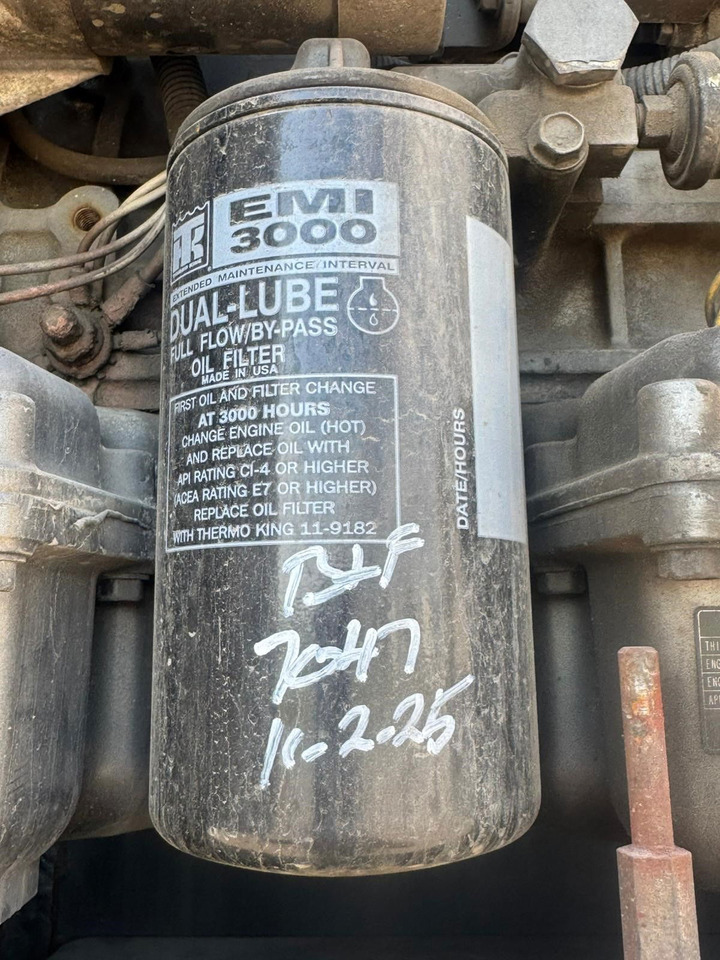 EMI
3000
EXTENDED MAINTENANCE INTERVAL
DUAL-LUBE
FULL FLOW/BY-PASS
OIL FILTER
MADE IN USA
FIRST OIL AND FILTER CHANGE
AT 3000 HOURS
CHANGE ENGINE OIL (HOT)
AND REPLACE OIL WITH
API RATING CI-4 OR HIGHER
(ACEA RATING E7 OR HIGHER)
REPLACE OIL FILTER
WITH THERMO KING 11-9182
DATE/HOURS
7047
11-2-25
THI
ENG